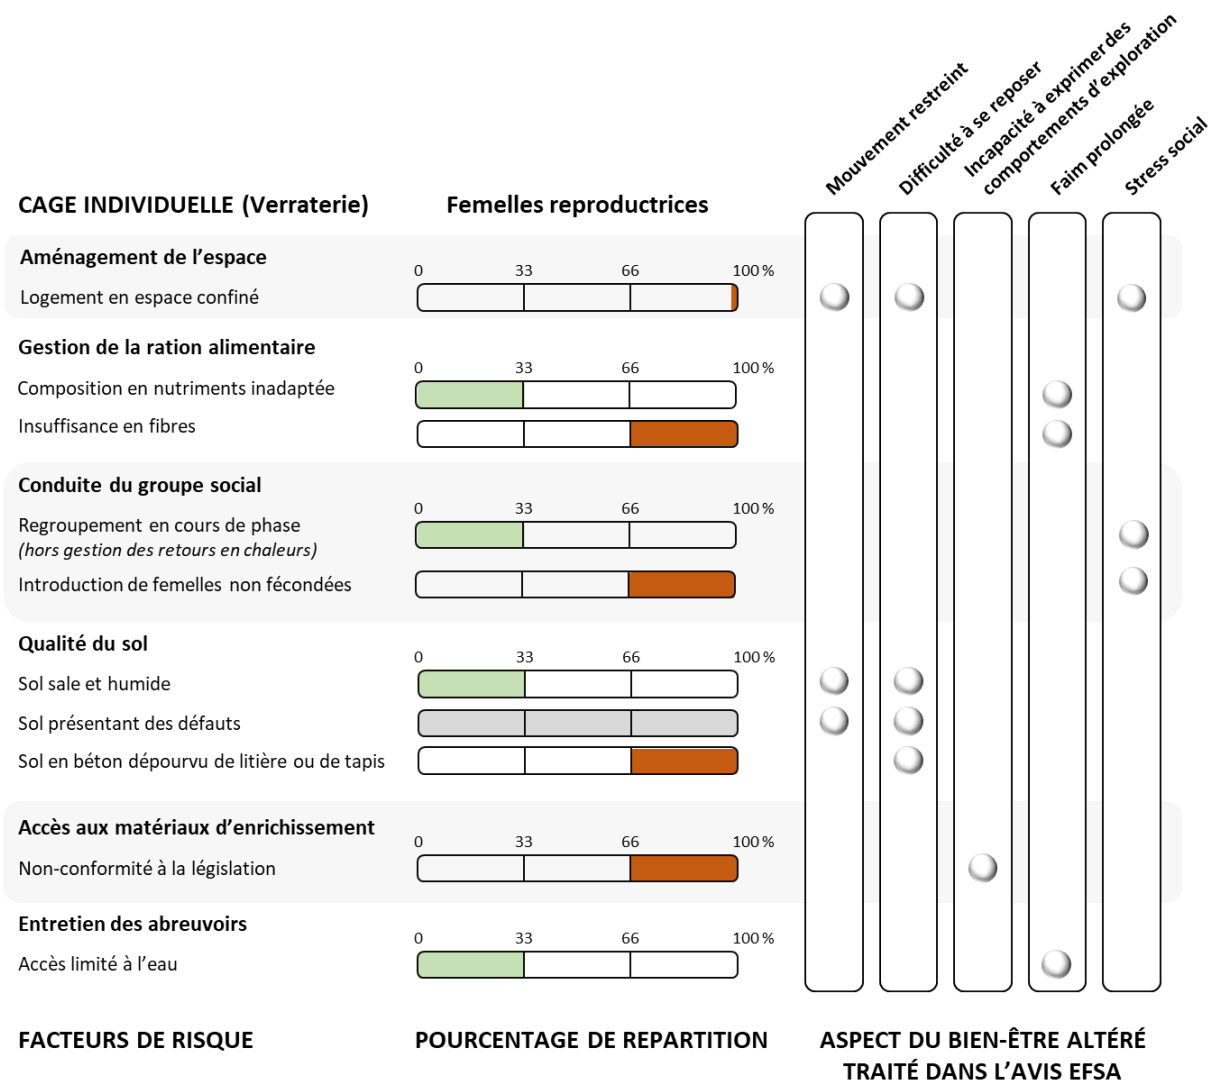 Mouvement restreint
Difficulté à se reposer
Incapacité à exprimer des
comportements d'exploration
Faim prolongée
Stress social
CAGE INDIVIDUELLE (Verraterie)
Femelles reproductrices
Aménagement de l'espace
0 33 66 100 %
Logement en espace confiné
Gestion de la ration alimentaire
0 33 66 100 %
Composition en nutriments inadaptée
Insuffisance en fibres
Conduite du groupe social
0 33 66 100 %
Regroupement en cours de phase
(hors gestion des retours en chaleurs)
Introduction de femelles non fécondées
Qualité du sol
0 33 66 100 %
Sol sale et humide
Sol présentant des défauts
Sol en béton dépourvu de litière ou de tapis
Accès aux matériaux d'enrichissement
0 33 66 100 %
Non-conformité à la législation
Entretien des abreuvoirs
0 33 66 100 %
Accès limité à l'eau
FACTEURS DE RISQUE
POURCENTAGE DE REPARTITION
ASPECT DU BIEN-ÊTRE ALTÉRÉ
TRAITÉ DANS L'AVIS EFSA